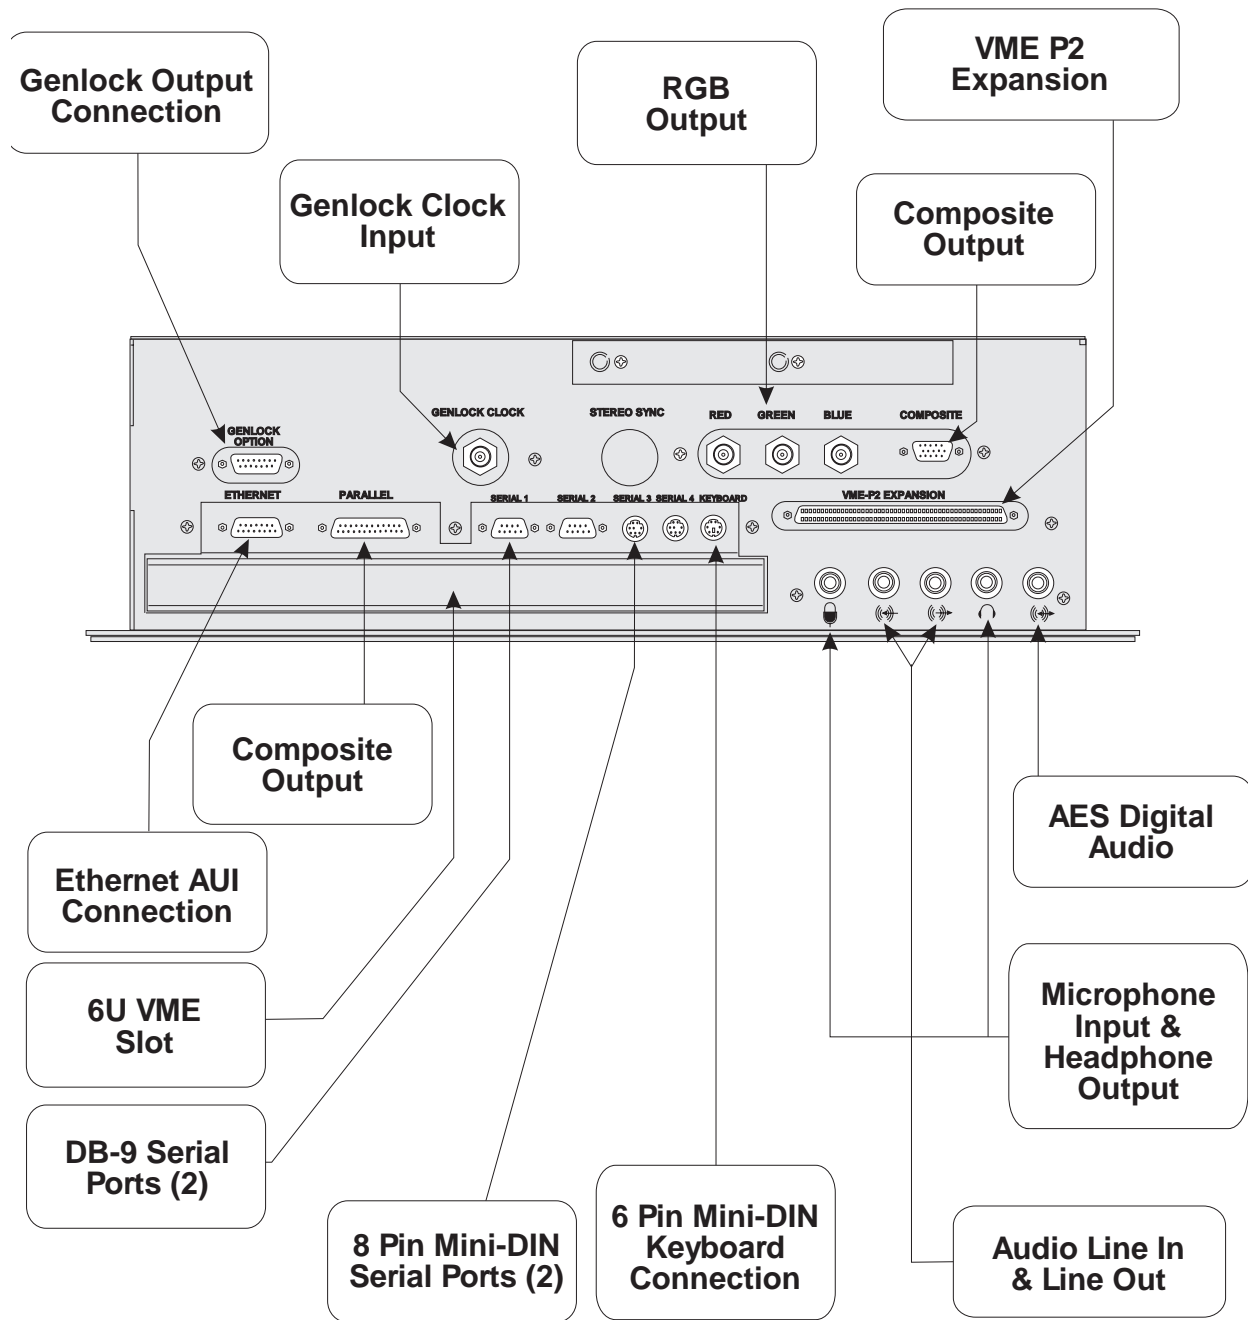 Genlock Output
Connection
Genlock Clock
Input
RGB
Output
VME P2
Expansion
Composite
Output
GENLOCK
OPTION
GENLOCK CLOCK
STEREO SYNC
RED
GREEN
BLUE
COMPOSITE
ETHERNET
PARALLEL
SERIAL 1
SERIAL 2
SERIAL 3
SERIAL 4
KEYBOARD
VME-P2 EXPANSION
Composite
Output
Ethernet AUI
Connection
6U VME
Slot
DB-9 Serial
Ports (2)
8 Pin Mini-DIN
Serial Ports (2)
6 Pin Mini-DIN
Keyboard
Connection
AES Digital
Audio
Microphone
Input &
Headphone
Output
Audio Line In
& Line Out